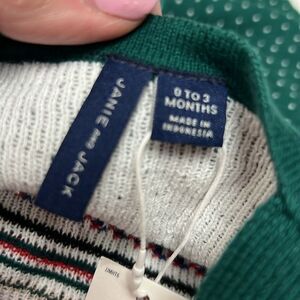 JANIE AND JACK
0 TO 3
MONTHS
MADE IN
INDONESIA